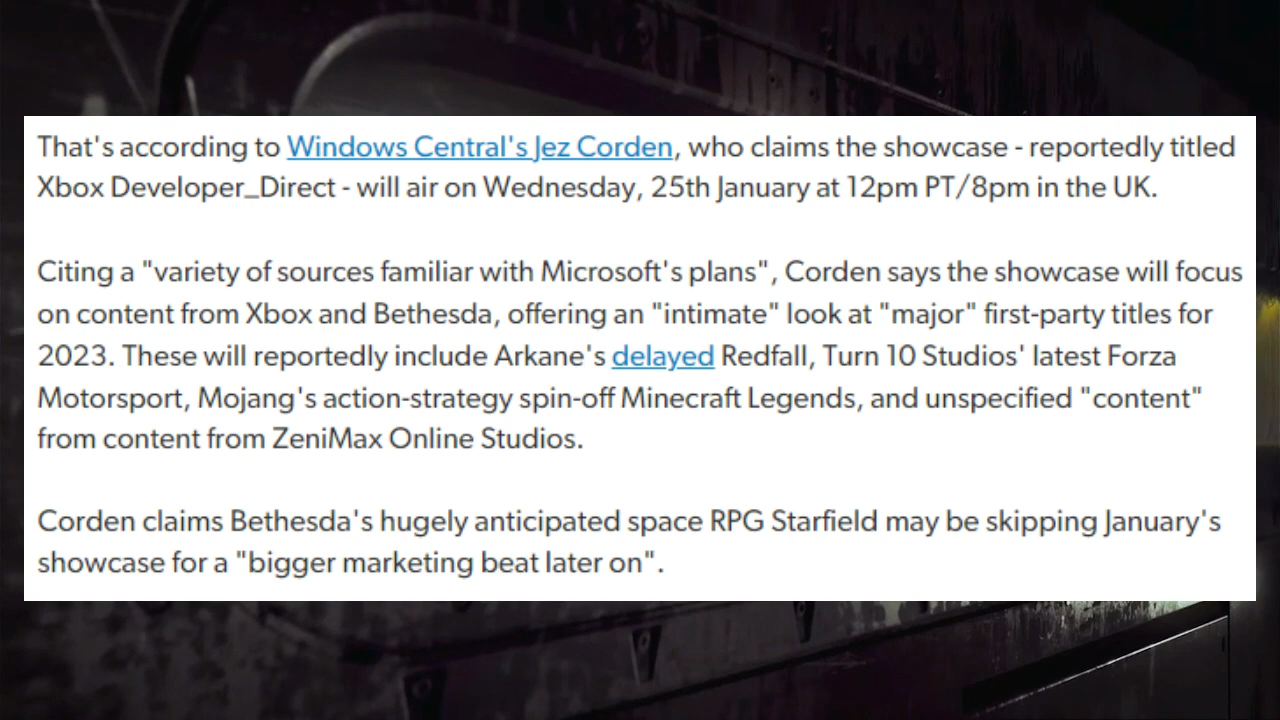 That's according to Windows Central's Jez Corden, who claims the showcase - reportedly titled
Xbox Developer_Direct - will air on Wednesday, 25th January at 12pm PT/8pm in the UK.
Citing a "variety of sources familiar with Microsoft's plans", Corden says the showcase will focus
on content from Xbox and Bethesda, offering an "intimate" look at "major" first-party titles for
2023. These will reportedly include Arkane's delayed Redfall, Turn 10 Studios' latest Forza
Motorsport, Mojang's action-strategy spin-off Minecraft Legends, and unspecified "content"
from content from ZeniMax Online Studios.
Corden claims Bethesda's hugely anticipated space RPG Starfield may be skipping January's
showcase for a "bigger marketing beat later on".